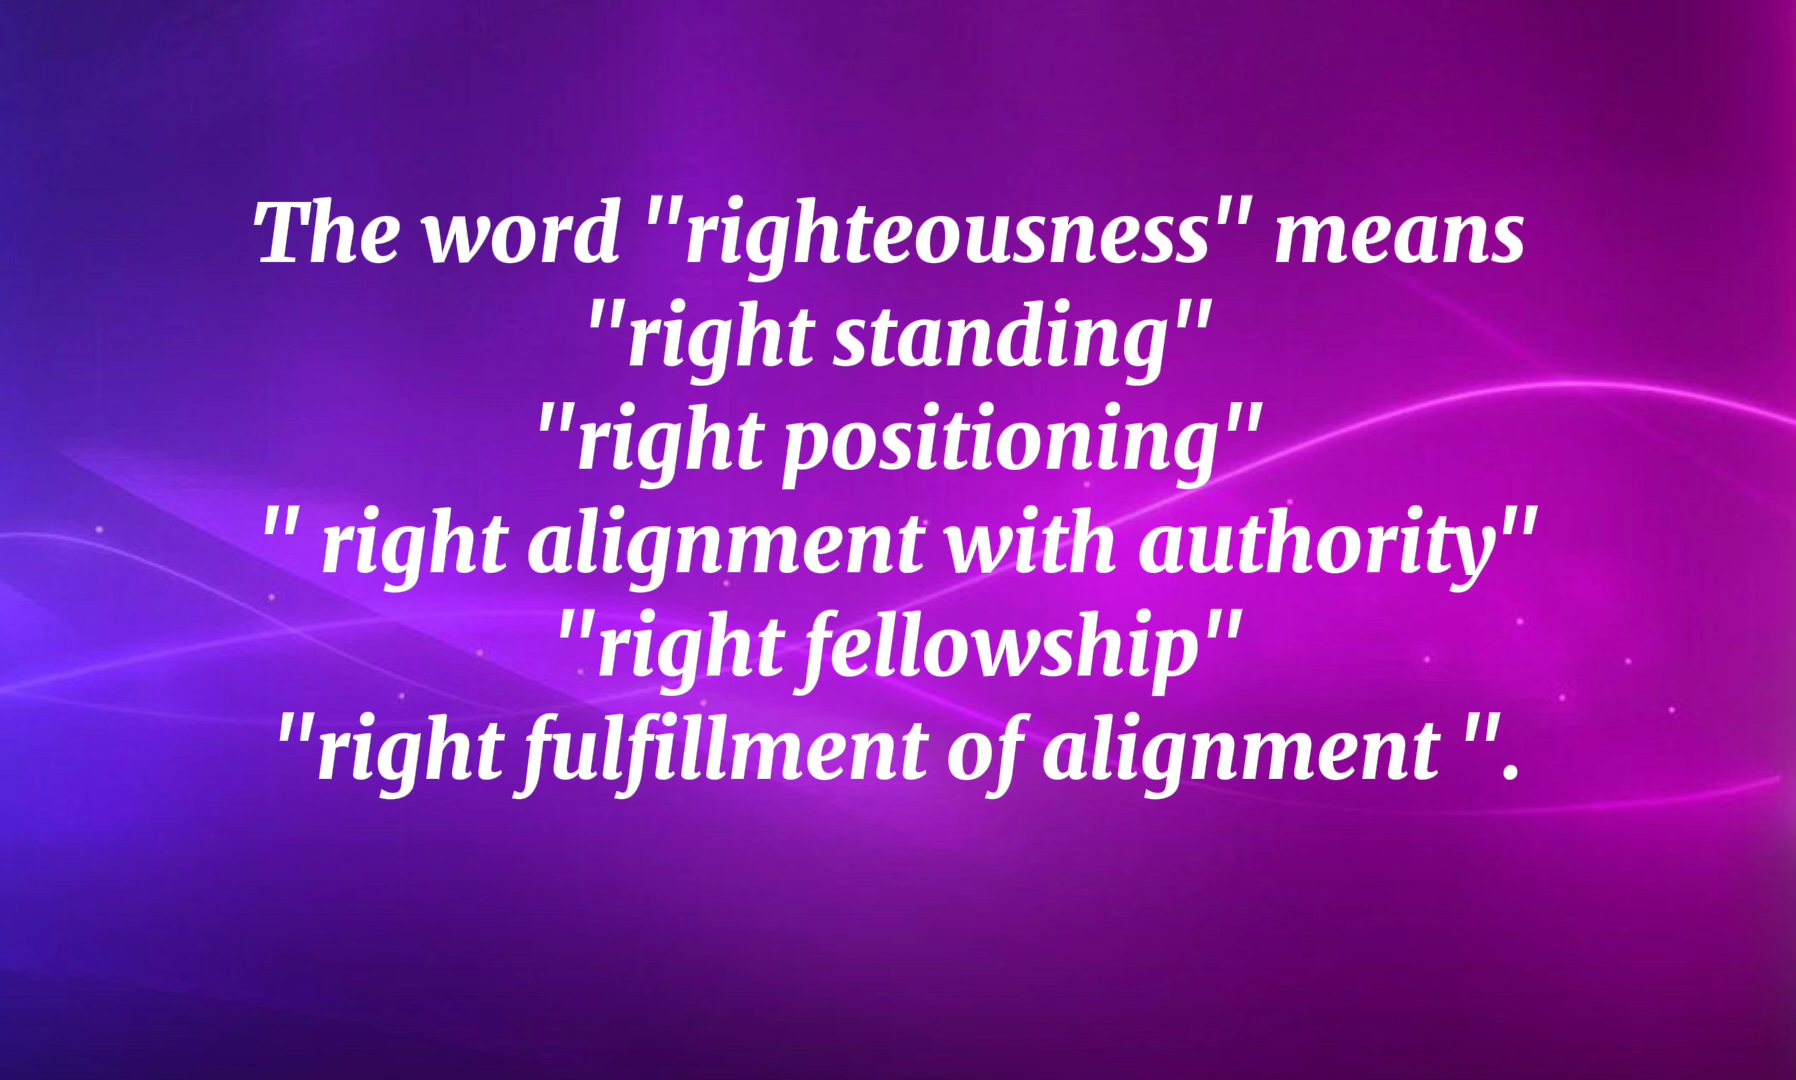 The word "righteousness" means
"right standing"
"right positioning"
" right alignment with authority"
"right fellowship"
"right fulfillment of alignment ".